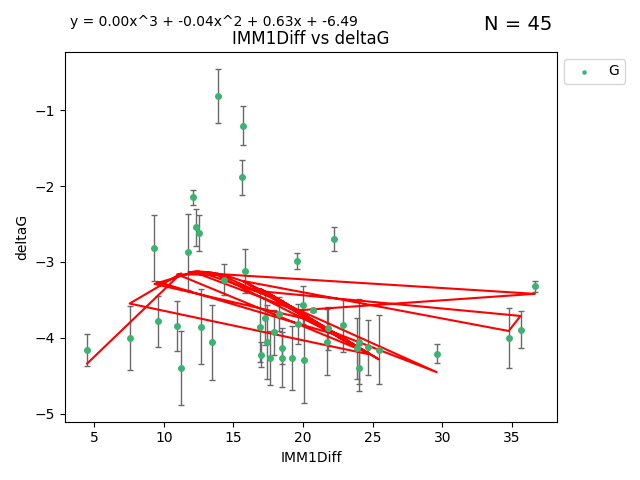 y = 0.00x^3 + -0.04x^2 + 0.63x + -6.49
N = 45
IMM1Diff vs deltaG
G
deltaG
−1
−2
−3
−4
−5
5 10 15 20 25 30 35
IMM1Diff